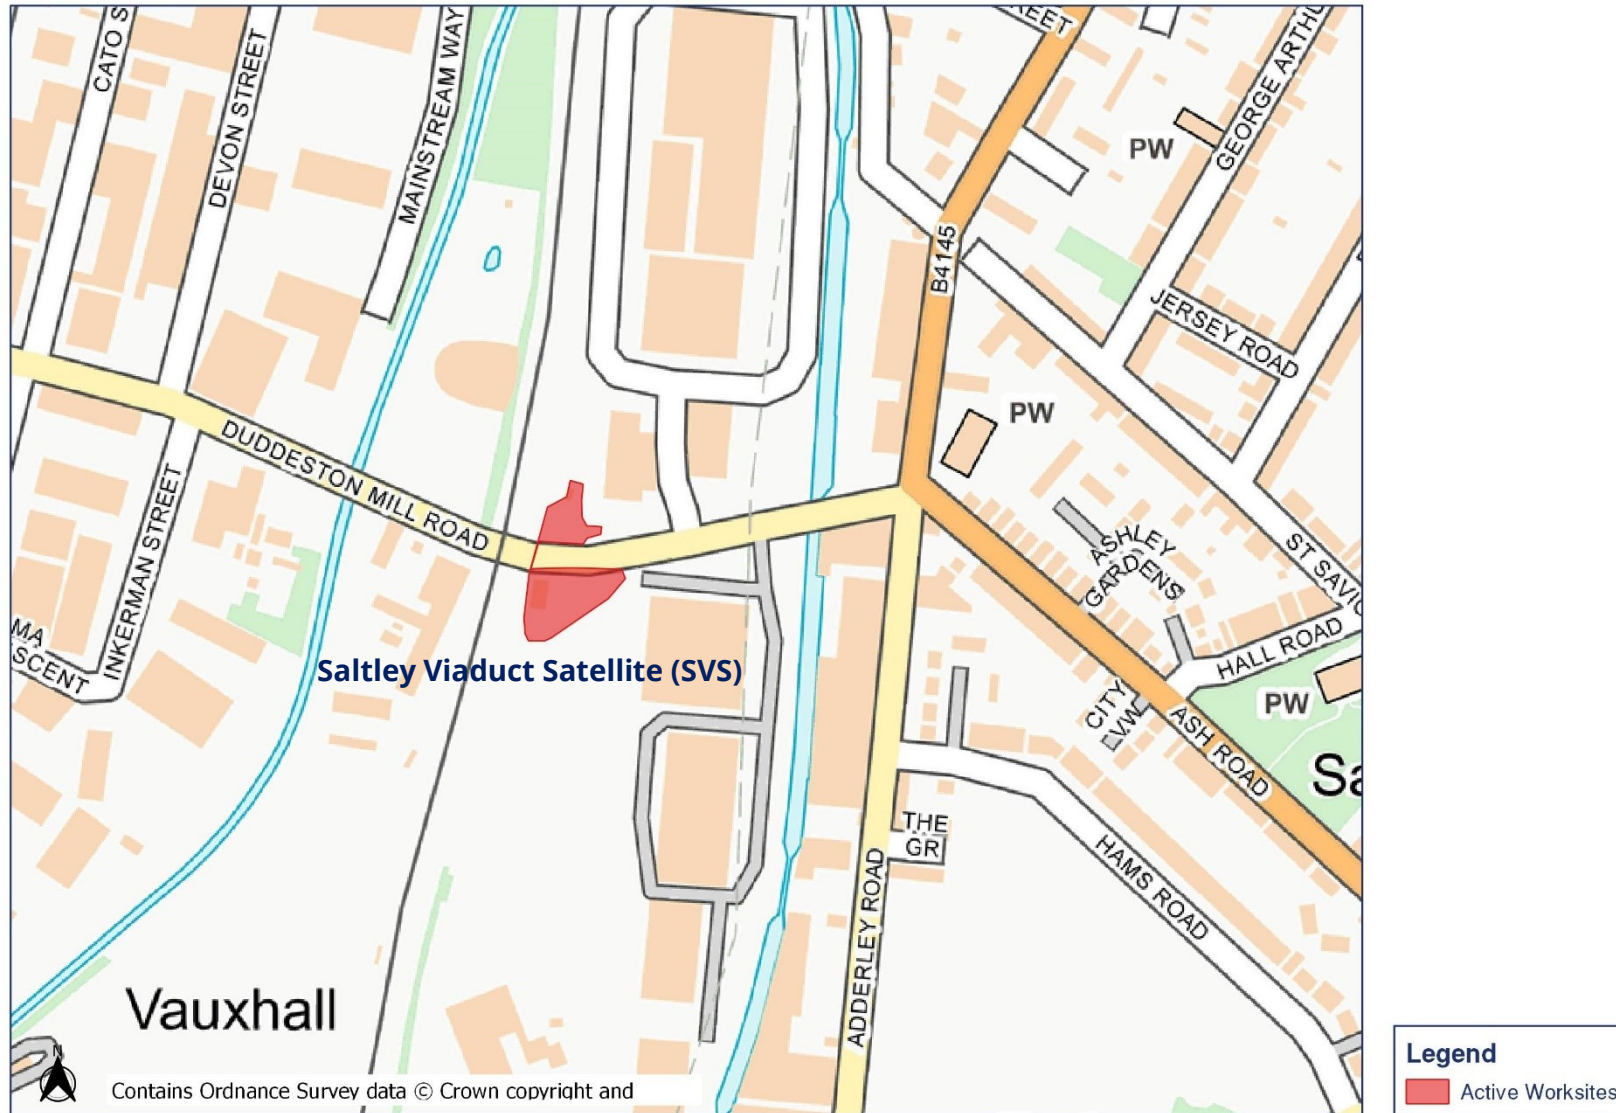 CATO S
DEVON STREET
MAINSTREAM WAY
REET
GEORGE ARTHU
PW
B4145
JERSEY ROAD
PW
DUDDESTON MILL ROAD
INKERMAN STREET
MA
SCENT
ASHLEY
GARDENS
ST SAVIO
HALL ROAD
PW
CITY
VW
ASH ROAD
Sa
Saltley Viaduct Satellite (SVS)
THE
GR
HAMS ROAD
ADDERLEY ROAD
Vauxhall
N
Contains Ordnance Survey data © Crown copyright and
Legend
Active Worksites